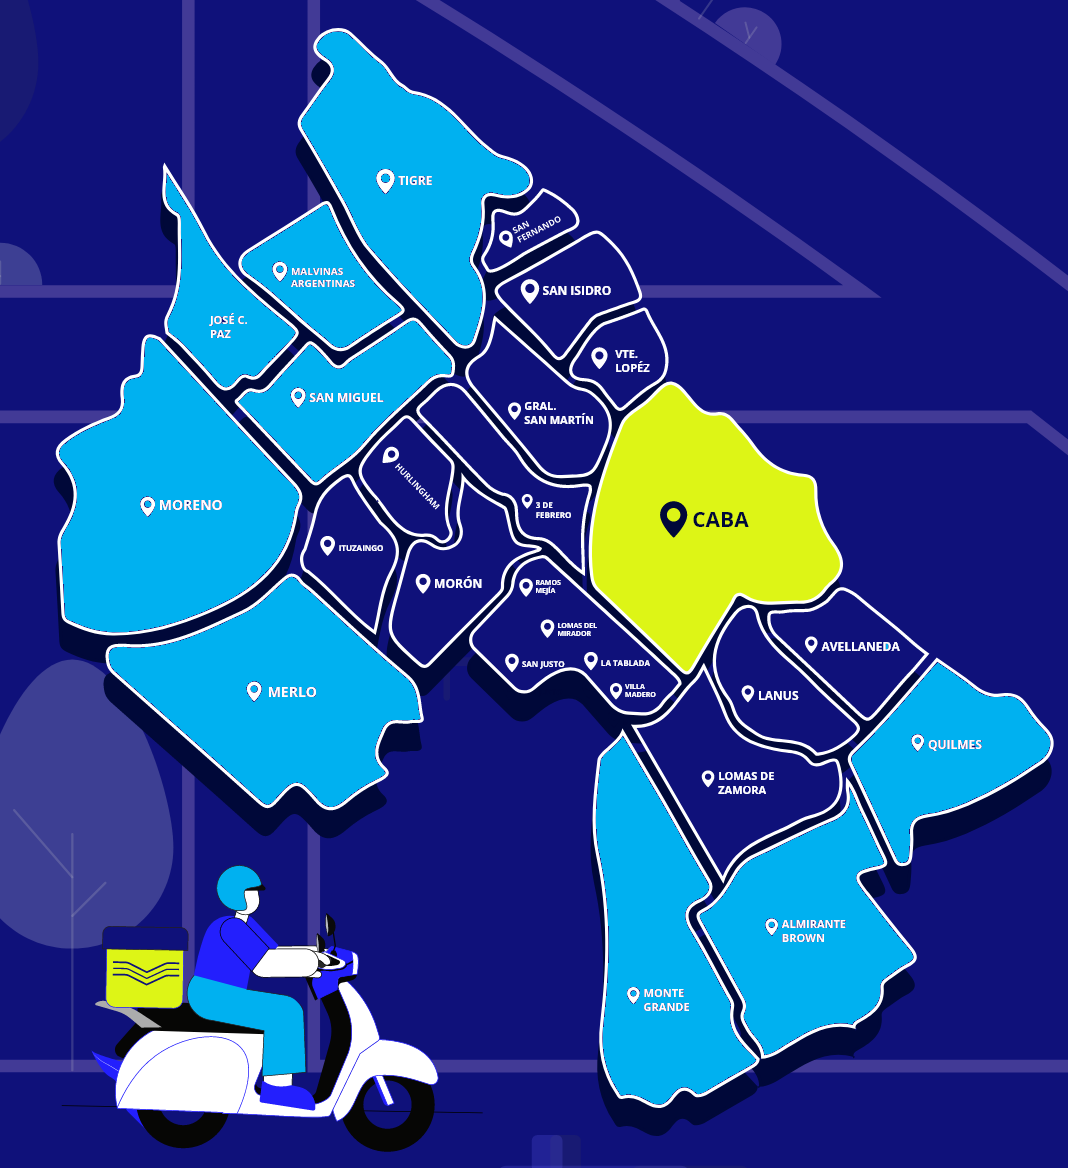 TIGRE
SAN
FERNANDO
MALVINAS
ARGENTINAS
SAN ISIDRO
JOSÉ C.
PAZ
VTE.
LOPÉZ
SAN MIGUEL
GRAL.
SAN MARTÍN
HURLINGHAM
MORENO
3 DE
FEBRERO
CABA
ITUZAINGO
MORÓN
RAMOS
MEJÍA
LOMAS DEL
MIRADOR
SAN JUSTO
LA TABLADA
VILLA
MADERO
AVELLANEDA
MERLO
LANUS
QUILMES
LOMAS DE
ZAMORA
ALMIRANTE
BROWN
MONTE
GRANDE